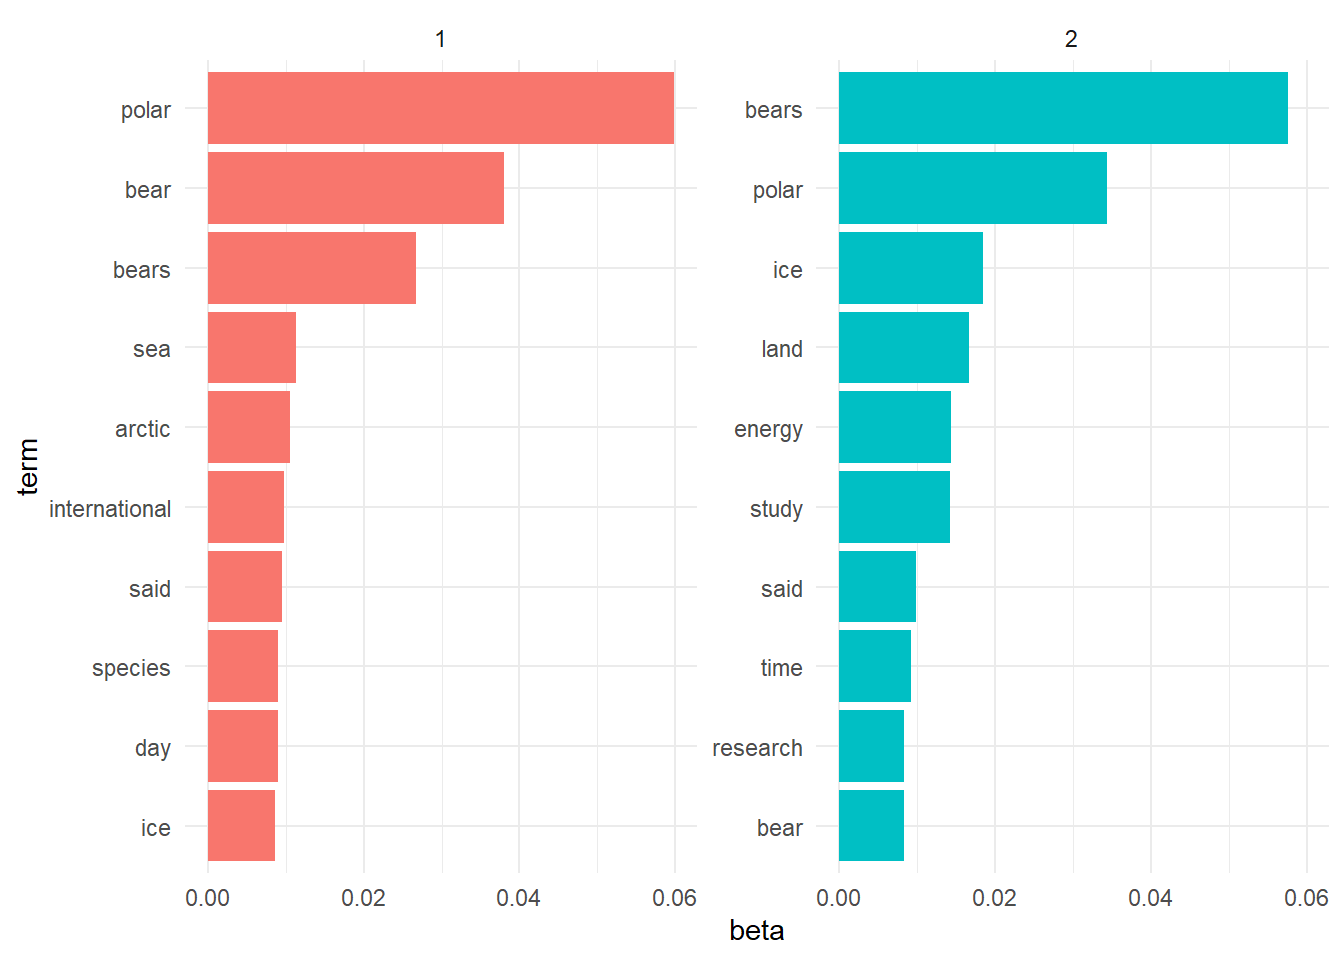 1
2
polar
bear
bears
sea
arctic
international
said
species
day
ice
bears
polar
ice
land
energy
study
said
time
research
bear
0.00 0.02 0.04 0.06
0.00 0.02 0.04 0.06
term
beta